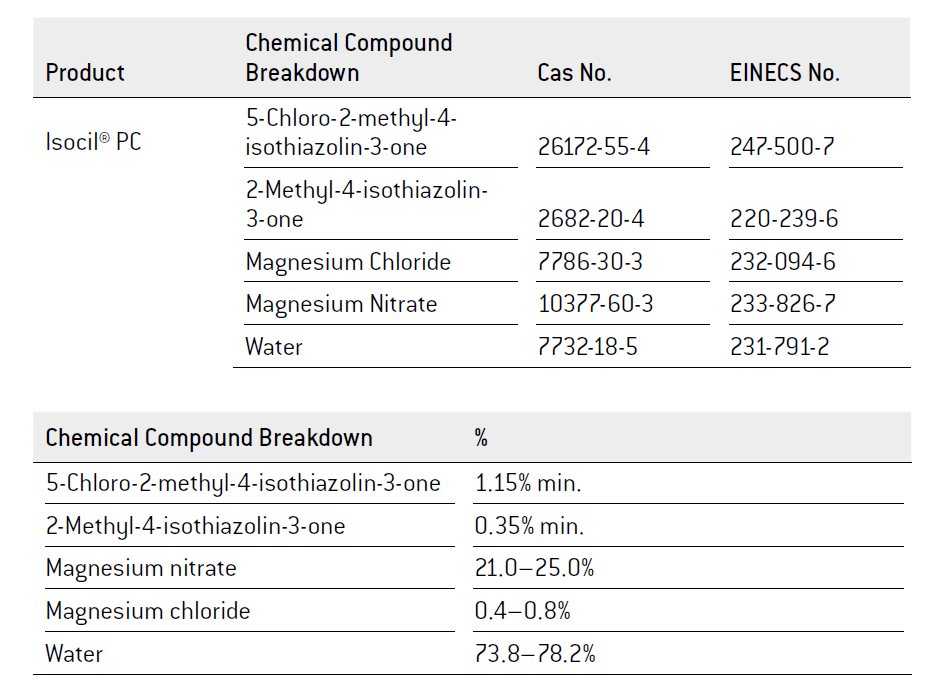 Product Chemical Compound Breakdown Cas No. EINECS No.
Isocil® PC 5-Chloro-2-methyl-4-
isothiazolin-3-one 26172-55-4 247-500-7
2-Methyl-4-isothiazolin-
3-one 2682-20-4 220-239-6
Magnesium Chloride 7786-30-3 232-094-6
Magnesium Nitrate 10377-60-3 233-826-7
Water 7732-18-5 231-791-2
Chemical Compound Breakdown %
5-Chloro-2-methyl-4-isothiazolin-3-one 1.15% min.
2-Methyl-4-isothiazolin-3-one 0.35% min.
Magnesium nitrate 21.0–25.0%
Magnesium chloride 0.4–0.8%
Water 73.8–78.2%